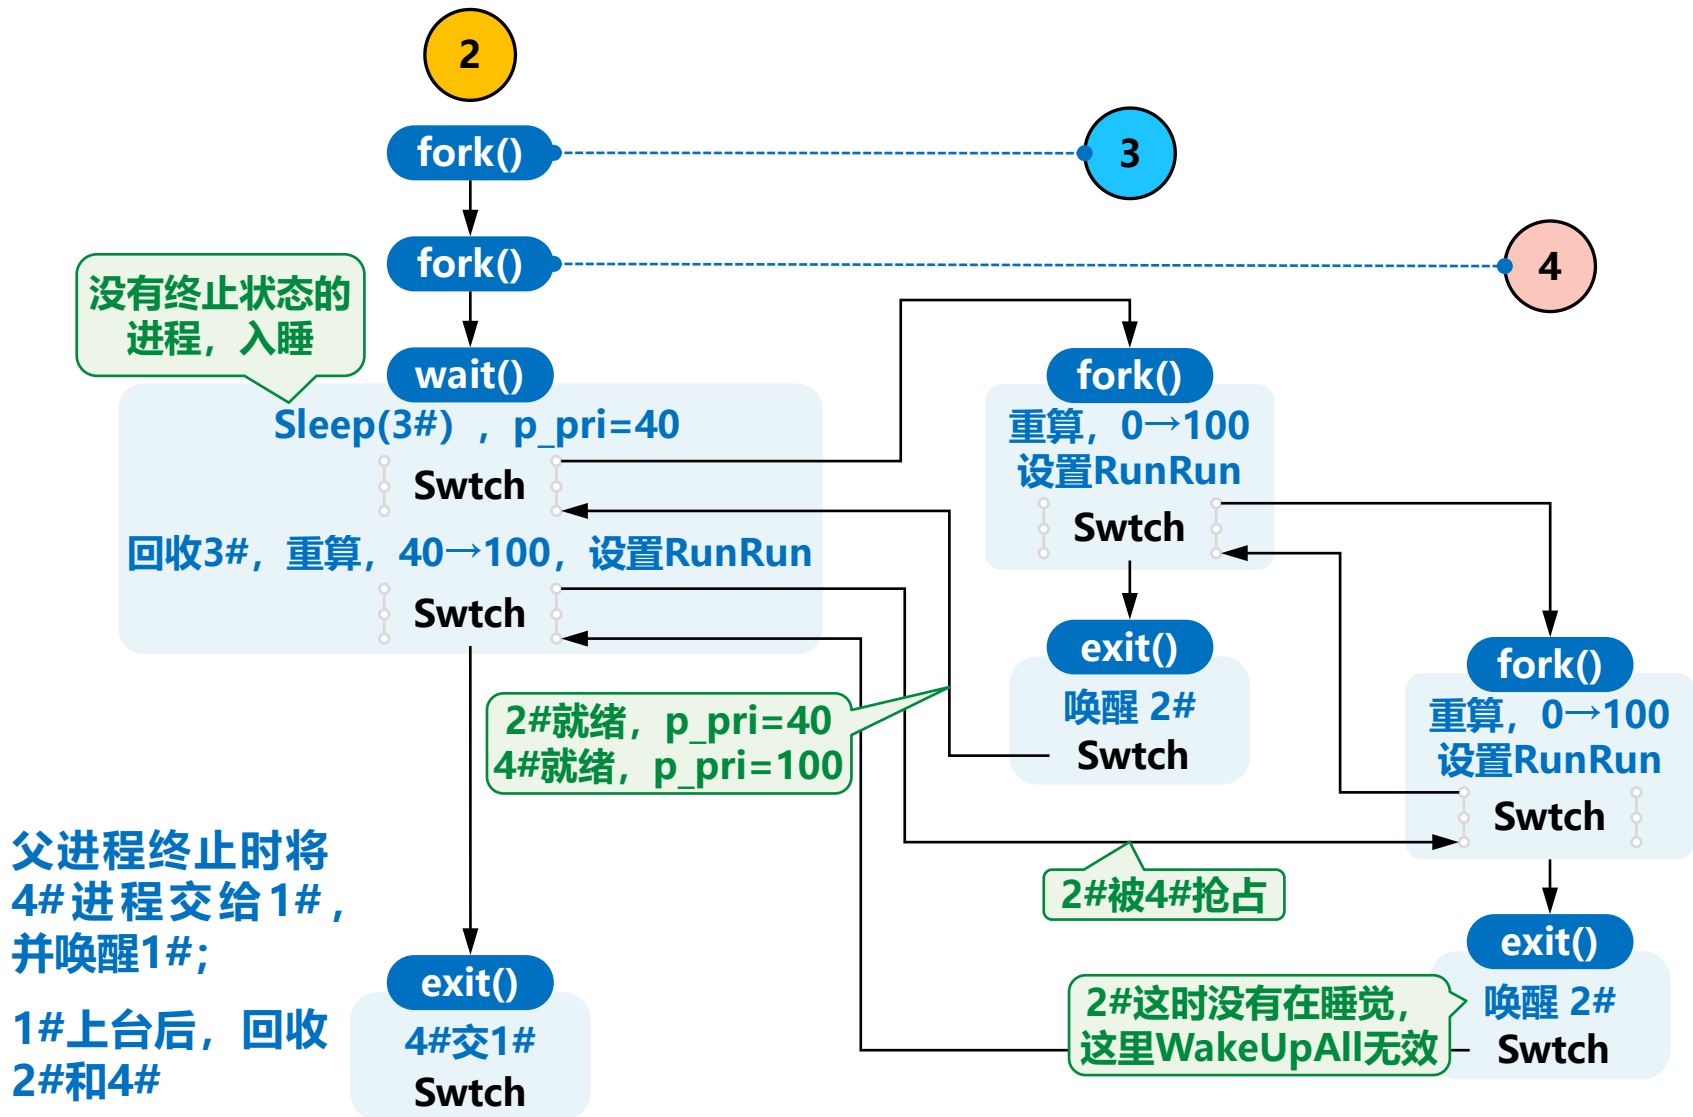 2
fork()
3
fork()
4
没有终止状态的
进程，入睡
wait()
Sleep(3#) ，p_pri=40
Swtch
回收3#，重算，40→100，设置RunRun
Swtch
fork()
重算，0→100
设置RunRun
Swtch
exit()
唤醒 2#
Swtch
fork()
重算，0→100
设置RunRun
Swtch
2#就绪，p_pri=40
4#就绪，p_pri=100
2#被4#抢占
父进程终止时将
4#进程交给1#，
并唤醒1#；
1#上台后，回收
2#和4#
exit()
4#交1#
Swtch
exit()
唤醒 2#
Swtch
2#这时没有在睡觉，
这里WakeUpAll无效